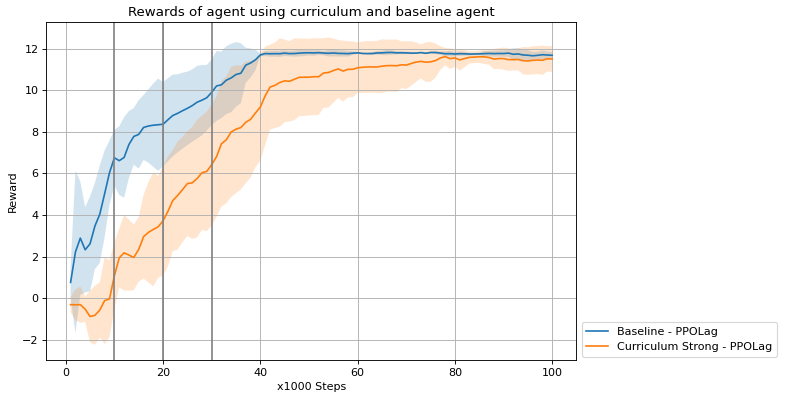 Rewards of agent using curriculum and baseline agent
12
10
8
6
4
2
0
−2
Reward
0
20
40
60
80
100
x1000 Steps
Baseline - PPOLag
Curriculum Strong - PPOLag